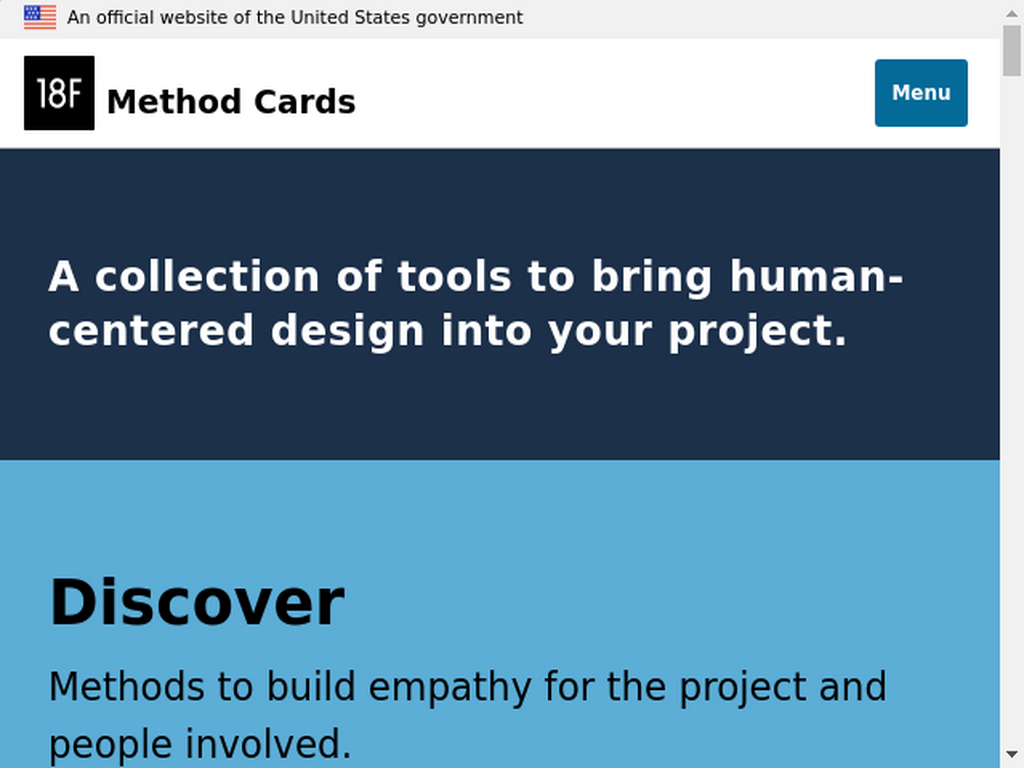 An official website of the United States government
18F
Method Cards
Menu
A collection of tools to bring human-
centered design into your project.
Discover
Methods to build empathy for the project and
people involved.